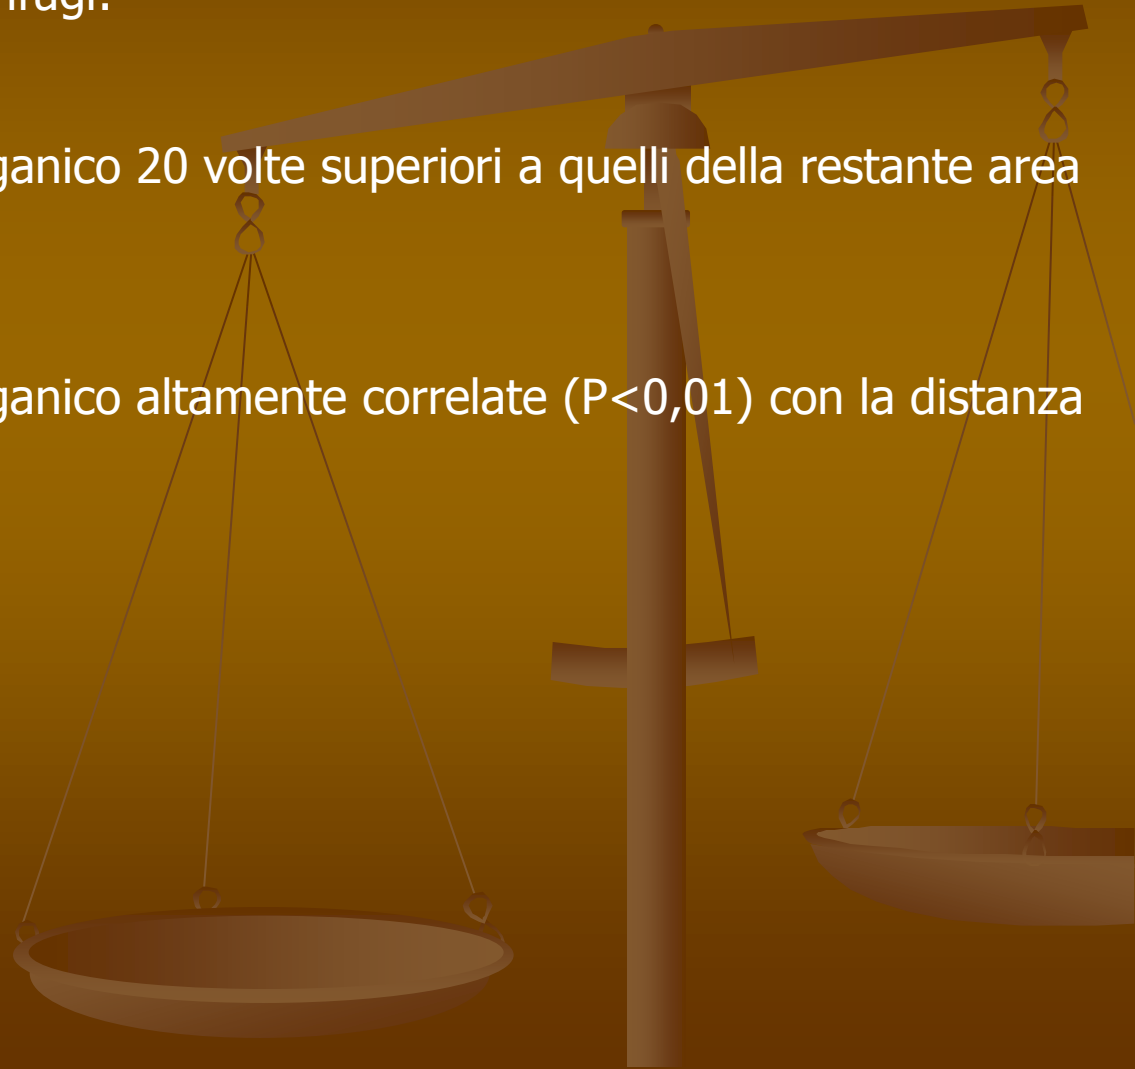 ganico 20 volte superiori a quelli della restante area
ganico altamente correlate (P<0,01) con la distanza